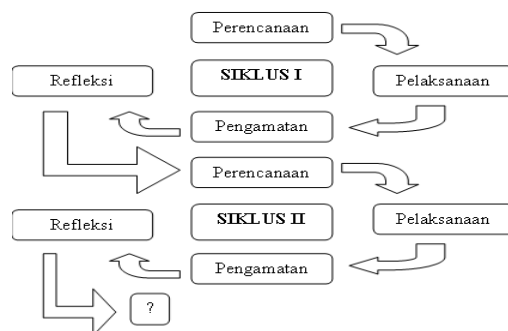 Perencanaan
Refleksi
SIKLUS I
Pelaksanaan
Pengamatan
Perencanaan
Refleksi
SIKLUS II
Pelaksanaan
Pengamatan
?